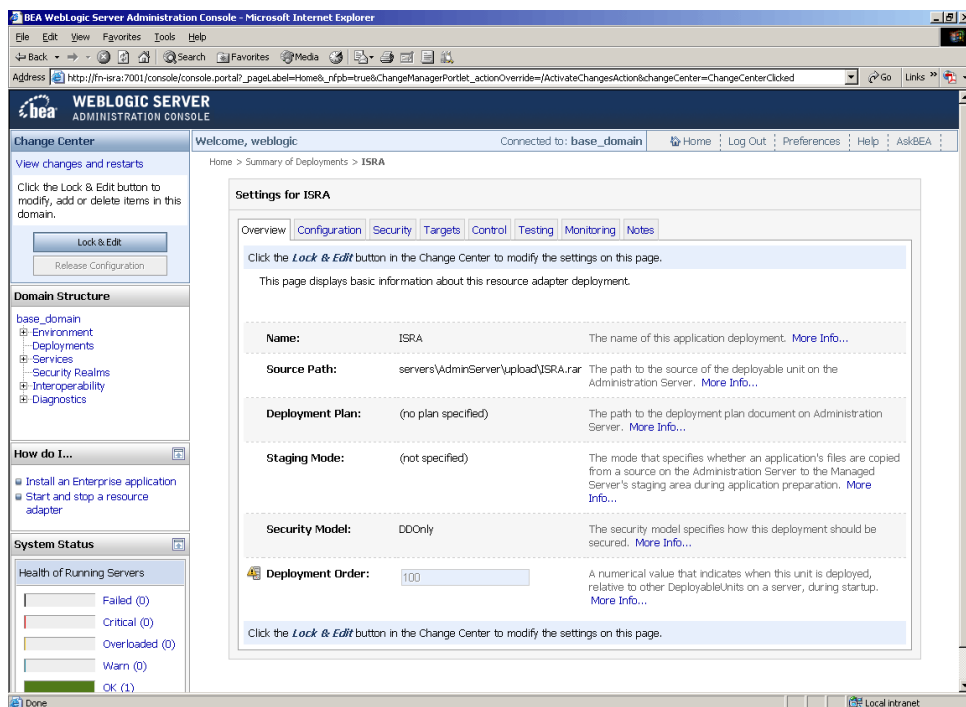 BEA WebLogic Server Administration Console - Microsoft Internet Explorer
File Edit View Favorites Tools Help
Back Search Favorites Media
Address http://fn-isra:7001/console/console.portal?_pageLabel=Home&_nfpb=true&ChangeManagerPortlet_actionOverride=/ActivateChangesAction&changeCenter=ChangeCenterClicked Go Links »
bea WEBLOGIC SERVER
ADMINISTRATION CONSOLE
Change Center
View changes and restarts
Click the Lock & Edit button to
modify, add or delete items in this
domain.
Lock & Edit
Release Configuration
Domain Structure
base_domain
Environment
Deployments
Services
Security Realms
Interoperability
Diagnostics
How do I...
Install an Enterprise application
Start and stop a resource
adapter
System Status
Health of Running Servers
Failed (0)
Critical (0)
Overloaded (0)
Warn (0)
OK (1)
Welcome, weblogic Connected to: base_domain Home Log Out Preferences Help AskBEA
Home > Summary of Deployments > ISRA
Settings for ISRA
Overview Configuration Security Targets Control Testing Monitoring Notes
Click the Lock & Edit button in the Change Center to modify the settings on this page.
This page displays basic information about this resource adapter deployment.
Name: ISRA The name of this application deployment. More Info...
Source Path: servers\AdminServer\upload\ISRA.rar The path to the source of the deployable unit on the
Administration Server. More Info...
Deployment Plan: (no plan specified) The path to the deployment plan document on Administration
Server. More Info...
Staging Mode: (not specified) The mode that specifies whether an application's files are copied
from a source on the Administration Server to the Managed
Server's staging area during application preparation. More
Info...
Security Model: DDOnly The security model specifies how this deployment should be
secured. More Info...
Deployment Order: 100 A numerical value that indicates when this unit is deployed,
relative to other DeployableUnits on a server, during startup.
More Info...
Click the Lock & Edit button in the Change Center to modify the settings on this page.
Done Local intranet